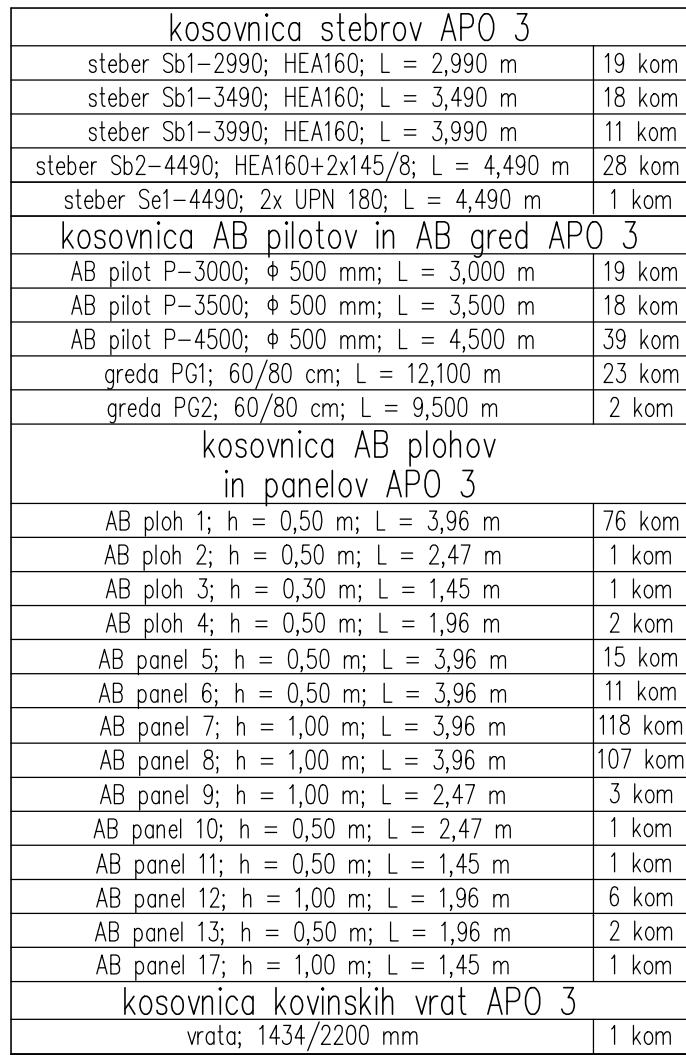 kosovnica stebrov APO 3
steber Sb1-2990; HEA160; L = 2,990 m 19 kom
steber Sb1-3490; HEA160; L = 3,490 m 18 kom
steber Sb1-3990; HEA160; L = 3,990 m 11 kom
steber Sb2-4490; HEA160+2x145/8; L = 4,490 m 28 kom
steber Se1-4490; 2x UPN 180; L = 4,490 m 1 kom
kosovnica AB pilotov in AB gred APO 3
AB pilot P-3000; ϕ 500 mm; L = 3,000 m 19 kom
AB pilot P-3500; ϕ 500 mm; L = 3,500 m 18 kom
AB pilot P-4500; ϕ 500 mm; L = 4,500 m 39 kom
greda PG1; 60/80 cm; L = 12,100 m 23 kom
greda PG2; 60/80 cm; L = 9,500 m 2 kom
kosovnica AB plohov
in panelov APO 3
AB ploh 1; h = 0,50 m; L = 3,96 m 76 kom
AB ploh 2; h = 0,50 m; L = 2,47 m 1 kom
AB ploh 3; h = 0,30 m; L = 1,45 m 1 kom
AB ploh 4; h = 0,50 m; L = 1,96 m 2 kom
AB panel 5; h = 0,50 m; L = 3,96 m 15 kom
AB panel 6; h = 0,50 m; L = 3,96 m 11 kom
AB panel 7; h = 1,00 m; L = 3,96 m 118 kom
AB panel 8; h = 1,00 m; L = 3,96 m 107 kom
AB panel 9; h = 1,00 m; L = 2,47 m 3 kom
AB panel 10; h = 0,50 m; L = 2,47 m 1 kom
AB panel 11; h = 0,50 m; L = 1,45 m 1 kom
AB panel 12; h = 1,00 m; L = 1,96 m 6 kom
AB panel 13; h = 0,50 m; L = 1,96 m 2 kom
AB panel 17; h = 1,00 m; L = 1,45 m 1 kom
kosovnica kovinskih vrat APO 3
vrata; 1434/2200 mm 1 kom